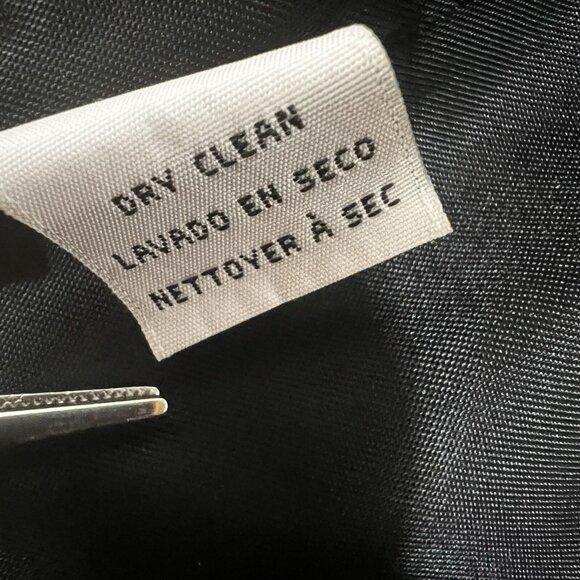 DRY CLEAN
LAVADO EN SECO
NETTOYER À SEC